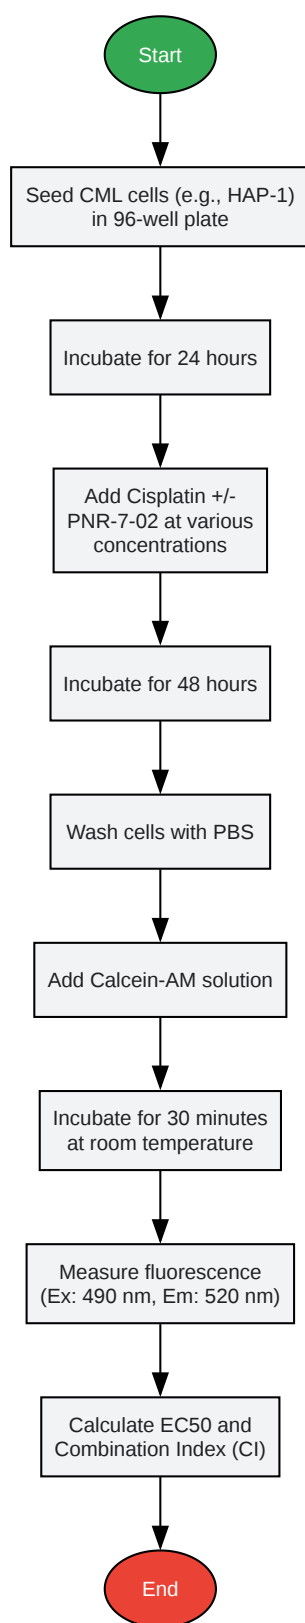 Start
Seed CML cells (e.g., HAP-1)
in 96-well plate
Incubate for 24 hours
Add Cisplatin +/-
PNR-7-02 at various
concentrations
Incubate for 48 hours
Wash cells with PBS
Add Calcein-AM solution
Incubate for 30 minutes
at room temperature
Measure fluorescence
(Ex: 490 nm, Em: 520 nm)
Calculate EC50 and
Combination Index (CI)
End